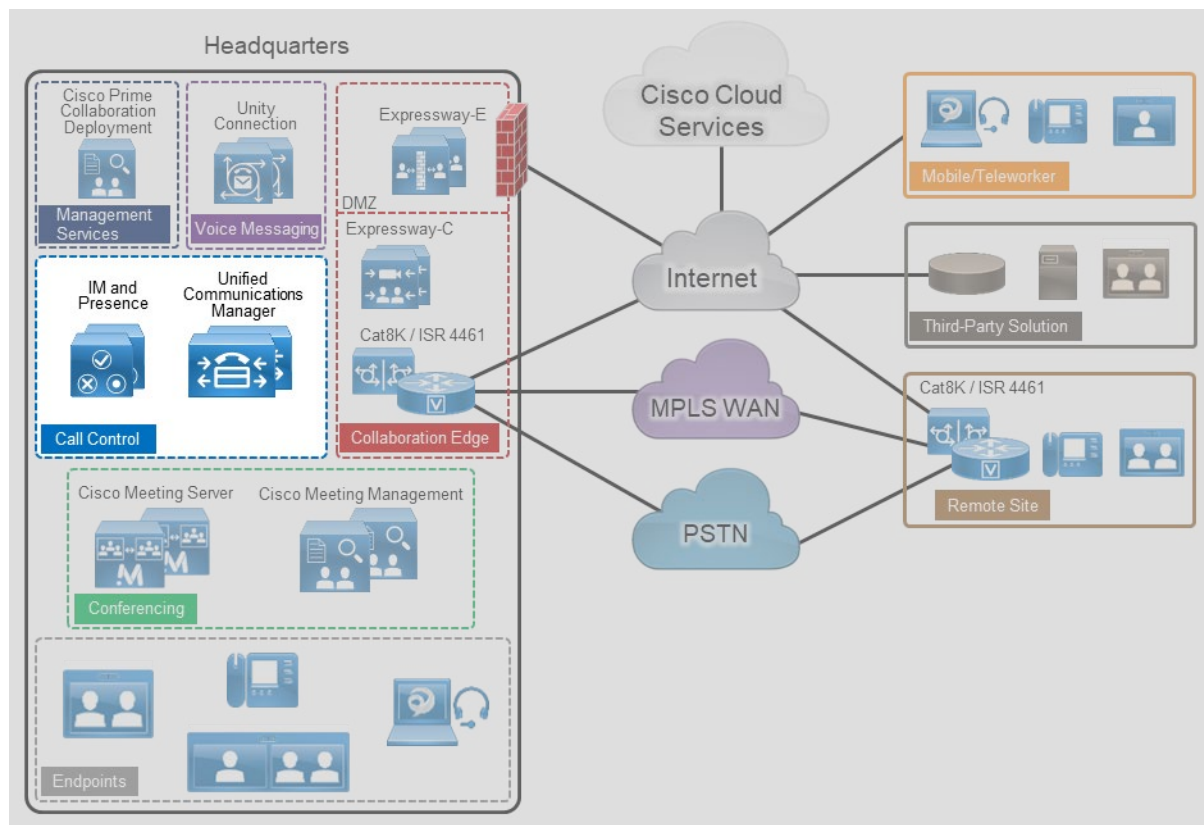 Headquarters
Cisco Prime
Collaboration
Deployment
Management
Services
Unity
Connection
Voice Messaging
Expressway-E
DMZ
Expressway-C
Cat8K / ISR 4461
V
Collaboration Edge
IM and
Presence
Unified
Communications
Manager
Call Control
Cisco Meeting Server
M
M
Cisco Meeting Management
Conferencing
Endpoints
Cisco Cloud
Services
Internet
MPLS WAN
PSTN
Mobile/Teleworker
Third-Party Solution
Cat8K / ISR 4461
V
Remote Site